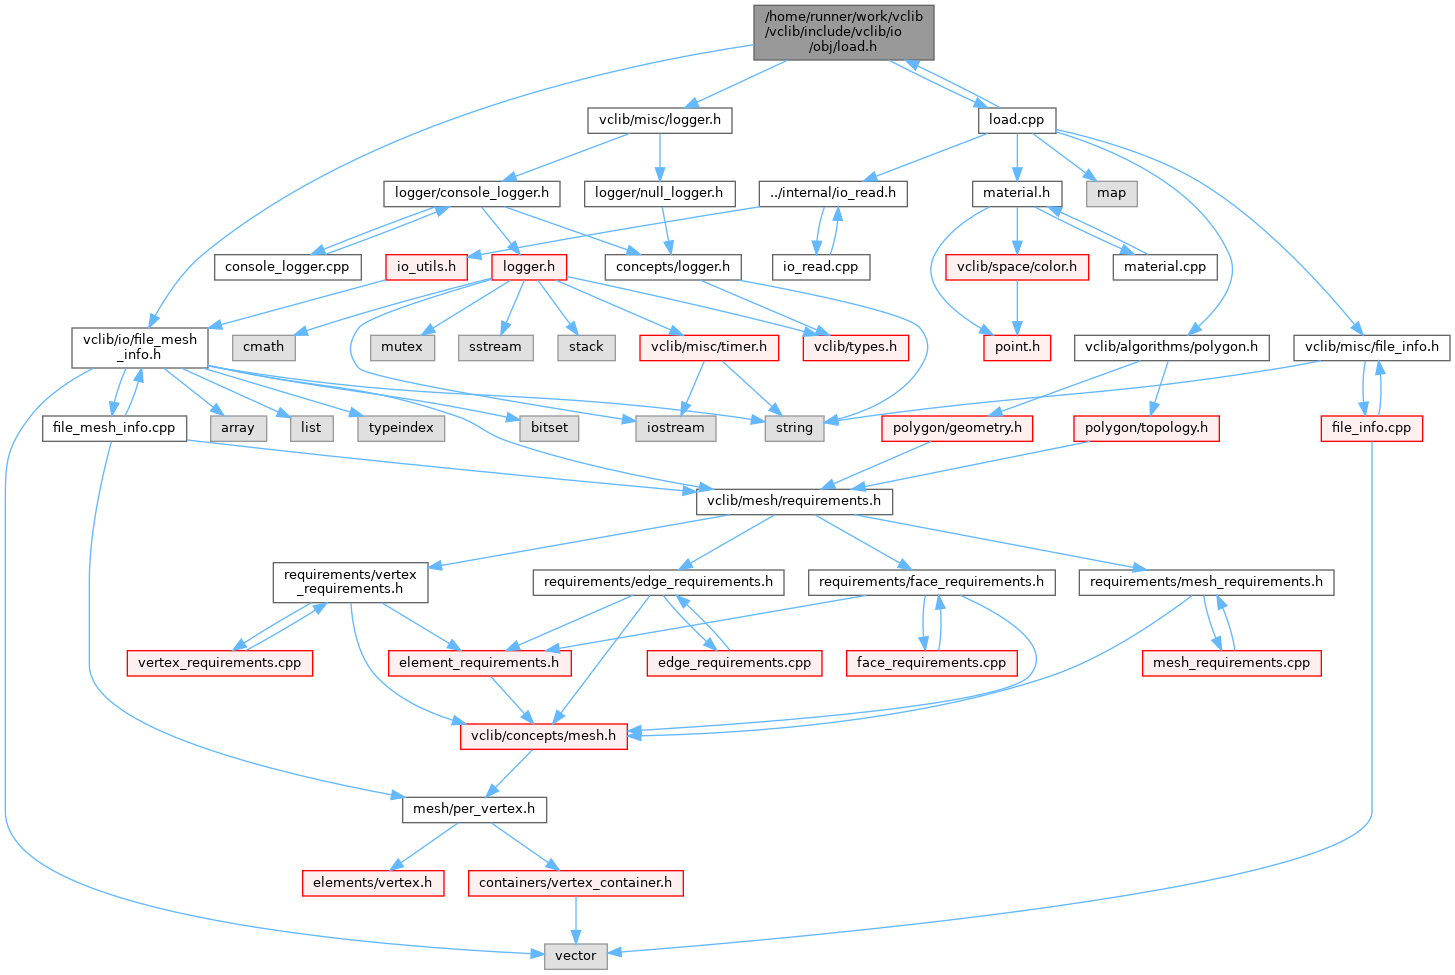 /home/runner/work/vclib
/vclib/include/vclib/io
/obj/load.h
vclib/misc/logger.h
load.cpp
logger/console_logger.h
logger/null_logger.h
../internal/io_read.h
material.h
map
console_logger.cpp
io_utils.h
logger.h
concepts/logger.h
io_read.cpp
vclib/space/color.h
material.cpp
vclib/io/file_mesh
_info.h
cmath
mutex
sstream
stack
vclib/misc/timer.h
vclib/types.h
point.h
vclib/algorithms/polygon.h
vclib/misc/file_info.h
file_mesh_info.cpp
array
list
typeindex
bitset
iostream
string
polygon/geometry.h
polygon/topology.h
file_info.cpp
vclib/mesh/requirements.h
requirements/vertex
_requirements.h
requirements/edge_requirements.h
requirements/face_requirements.h
requirements/mesh_requirements.h
vertex_requirements.cpp
element_requirements.h
edge_requirements.cpp
face_requirements.cpp
mesh_requirements.cpp
vclib/concepts/mesh.h
mesh/per_vertex.h
elements/vertex.h
containers/vertex_container.h
vector